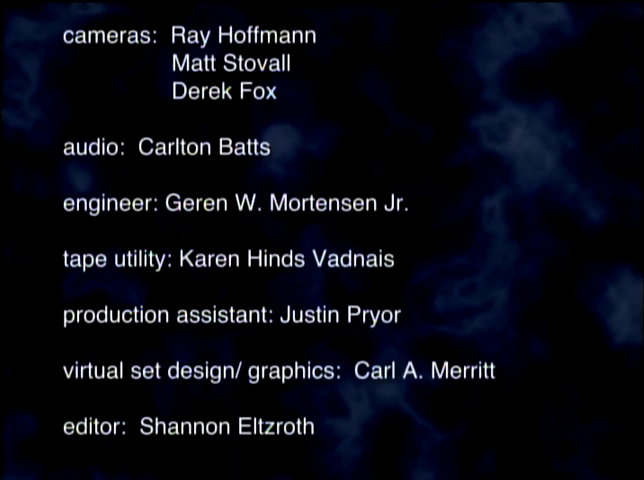 cameras: Ray Hoffmann
Matt Stovall
Derek Fox
audio: Carlton Batts
engineer: Geren W. Mortensen Jr.
tape utility: Karen Hinds Vadnais
production assistant: Justin Pryor
virtual set design/ graphics: Carl A. Merritt
editor: Shannon Eltzroth